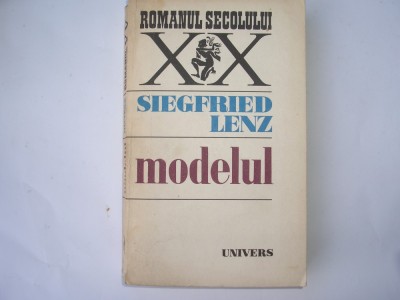 ROMANUL SECOLULUI
XX
SIEGFRIED
LENZ
modelul
UNIVERS